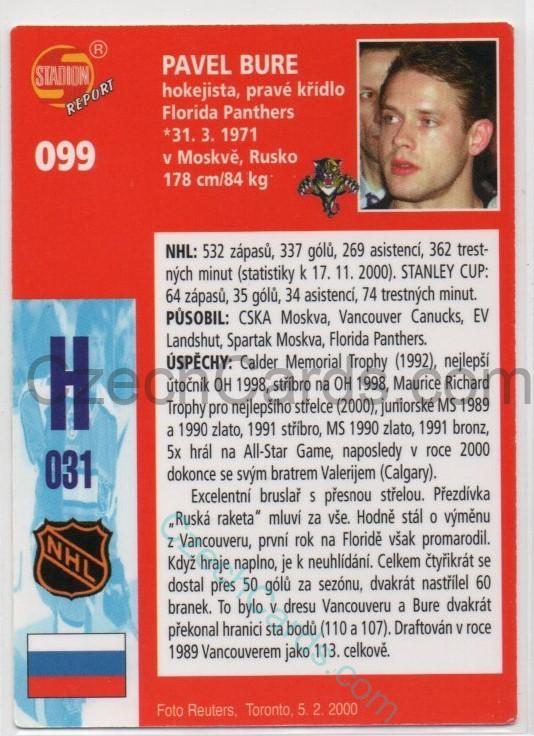 STADION
REPORT
®
099
PAVEL BURE
hokejista, pravé křídlo
Florida Panthers
*31. 3. 1971
v Moskvě, Rusko
178 cm/84 kg
NHL: 532 zápasů, 337 gólů, 269 asistencí, 362 trest-
ných minut (statistiky k 17. 11. 2000). STANLEY CUP:
64 zápasů, 35 gólů, 34 asistencí, 74 trestných minut.
PŮSOBIL: CSKA Moskva, Vancouver Canucks, EV
Landshut, Spartak Moskva, Florida Panthers.
ÚSPĚCHY: Calder Memorial Trophy (1992), nejlepší
útočník OH 1998, stříbro na OH 1998, Maurice Richard
Trophy pro nejlepšího střelce (2000), juniorské MS 1989
a 1990 zlato, 1991 stříbro, MS 1990 zlato, 1991 bronz,
5x hrál na All-Star Game, naposledy v roce 2000
dokonce se svým bratrem Valerijem (Calgary).
Excelentní bruslař s přesnou střelou. Přezdívka
„Ruská raketa“ mluví za vše. Hodně stál o výměnu
z Vancouveru, první rok na Floridě však promarodil.
Když hraje naplno, je k neuhlídání. Celkem čtyřikrát se
dostal přes 50 gólů za sezónu, dvakrát nastřílel 60
branek. To bylo v dresu Vancouveru a Bure dvakrát
překonal hranici sta bodů (110 a 107). Draftován v roce
1989 Vancouverem jako 113. celkově.
H
031
NHL
Foto Reuters, Toronto, 5. 2. 2000
CzechCards.com
CzechCards.com